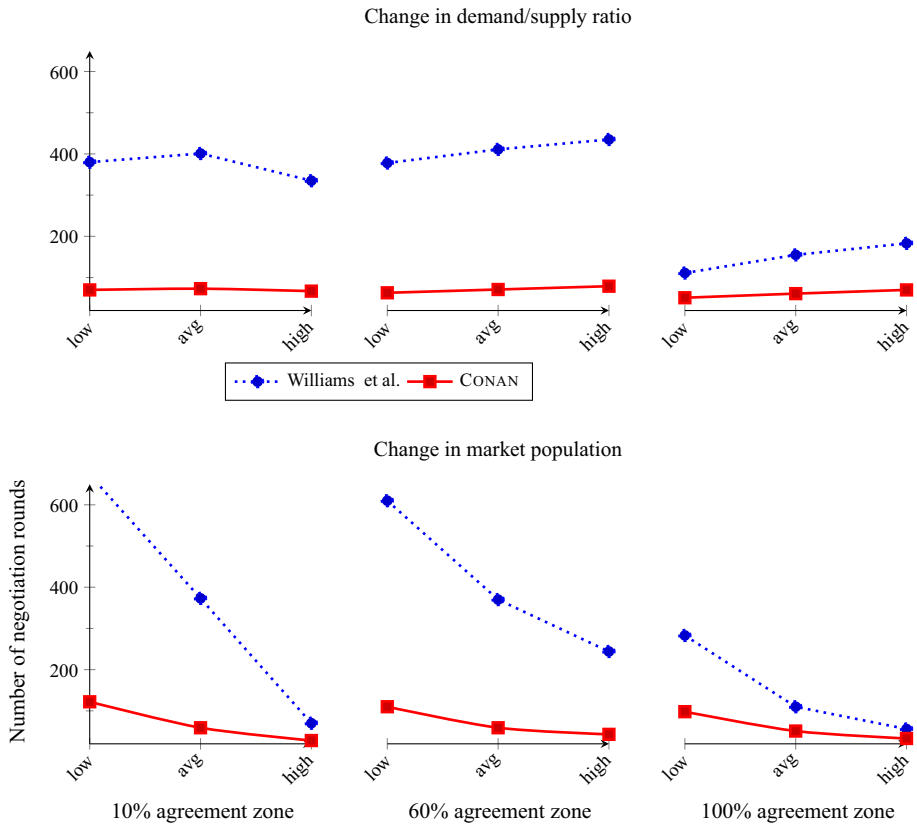 Change in demand/supply ratio
600
400
200
low avg high low avg high low avg high
Williams et al. CONAN
Change in market population
Number of negotiation rounds
600
400
200
low avg high low avg high low avg high
10% agreement zone 60% agreement zone 100% agreement zone